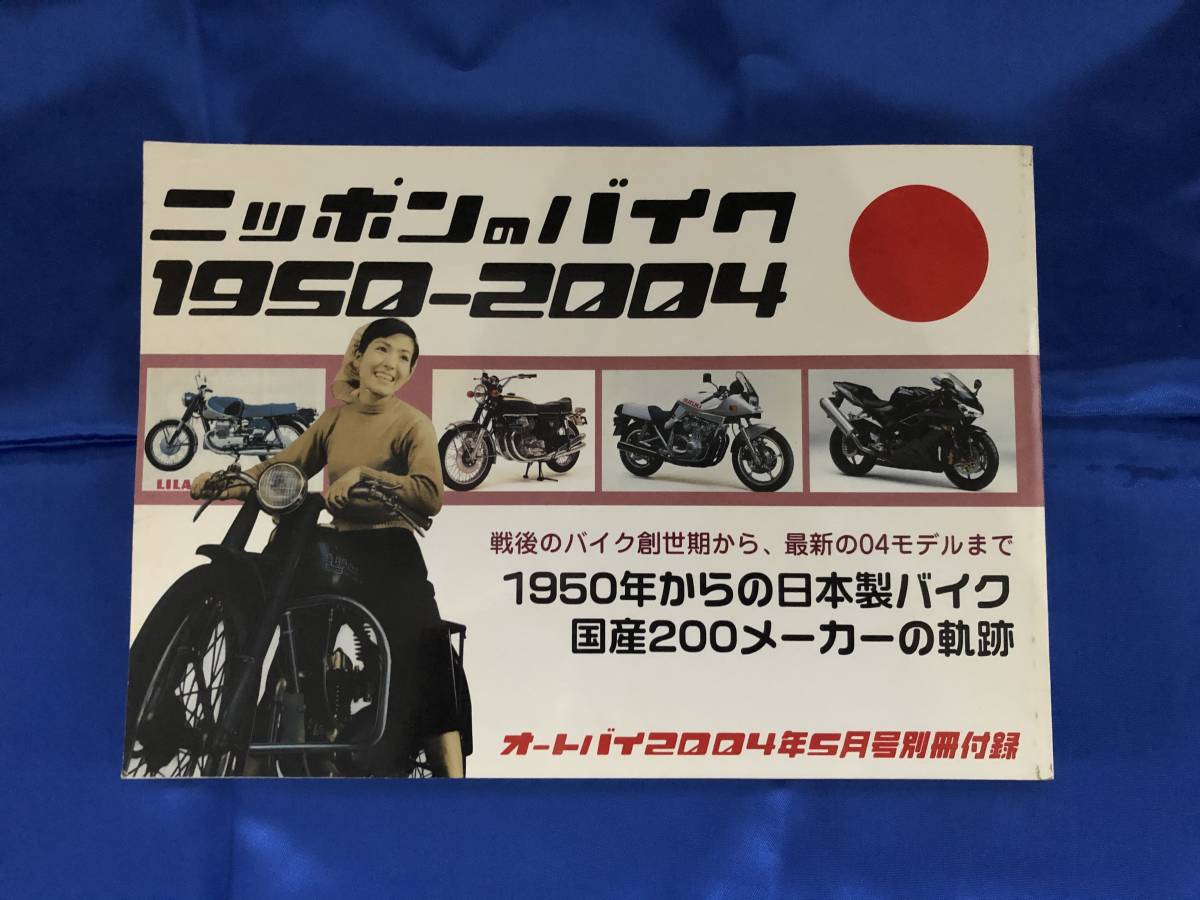 ニッポンのバイク
1950-2004
LILA
SUZUKI
戦後のバイク創世期から、最新の04モデルまで
1950年からの日本製バイク
国産200メーカーの軌跡
オートバイ2004年5月号別冊付録